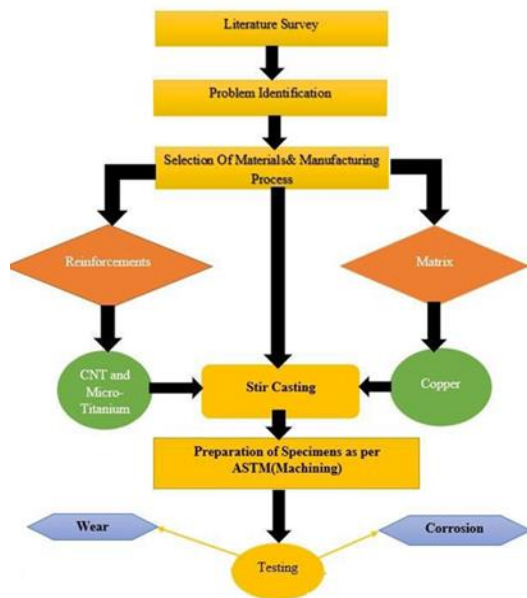 Literature Survey
Problem Identification
Selection Of Materials& Manufacturing
Process
Reinforcements
Matrix
CNT and
Micro-
Titanium
Stir Casting
Copper
Preparation of Specimens as per
ASTM(Machining)
Wear
Corrosion
Testing